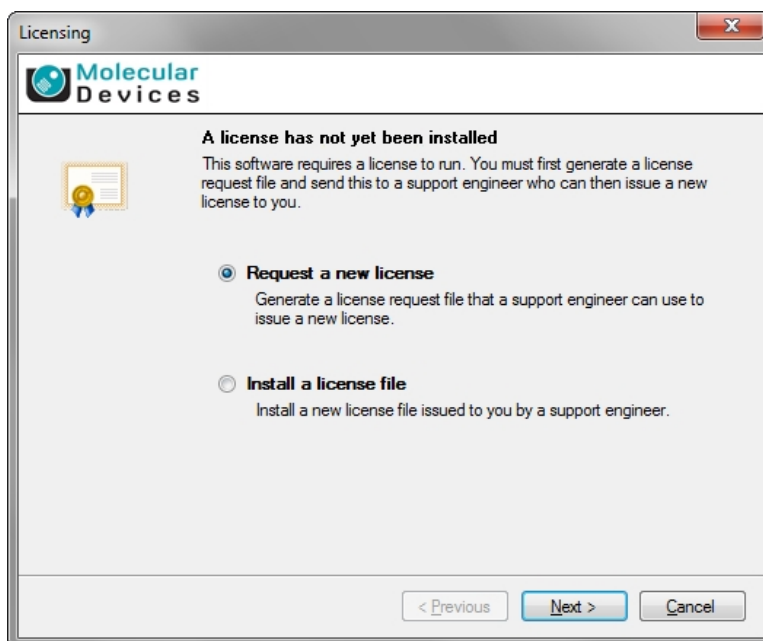 Licensing
Molecular
Devices
A license has not yet been installed
This software requires a license to run. You must first generate a license
request file and send this to a support engineer who can then issue a new
license to you.
Request a new license
Generate a license request file that a support engineer can use to
issue a new license.
Install a license file
Install a new license file issued to you by a support engineer.
< Previous
Next >
Cancel